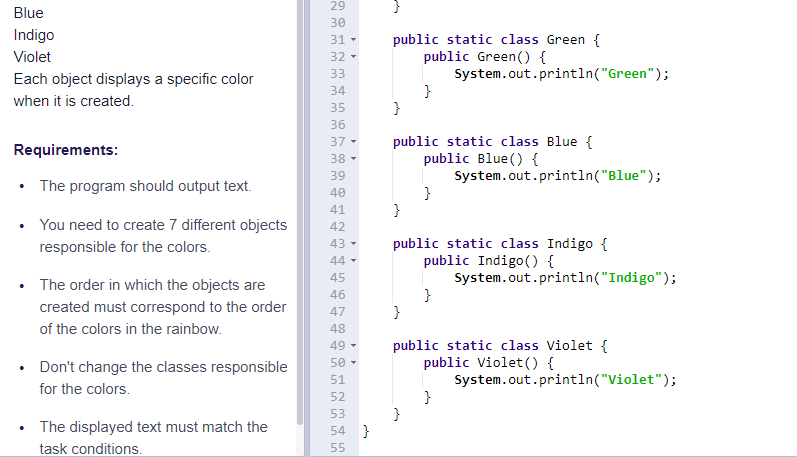 Blue
Indigo
Violet
Each object displays a specific color
when it is created.
Requirements:
• The program should output text.
• You need to create 7 different objects
responsible for the colors.
• The order in which the objects are
created must correspond to the order
of the colors in the rainbow.
• Don't change the classes responsible
for the colors.
• The displayed text must match the
task conditions.
29     }
30
31 public static class Green {
32     public Green() {
33         System.out.println("Green");
34     }
35 }
36
37 public static class Blue {
38     public Blue() {
39         System.out.println("Blue");
40     }
41 }
42
43 public static class Indigo {
44     public Indigo() {
45         System.out.println("Indigo");
46     }
47 }
48
49 public static class Violet {
50     public Violet() {
51         System.out.println("Violet");
52     }
53 }
54 }
55